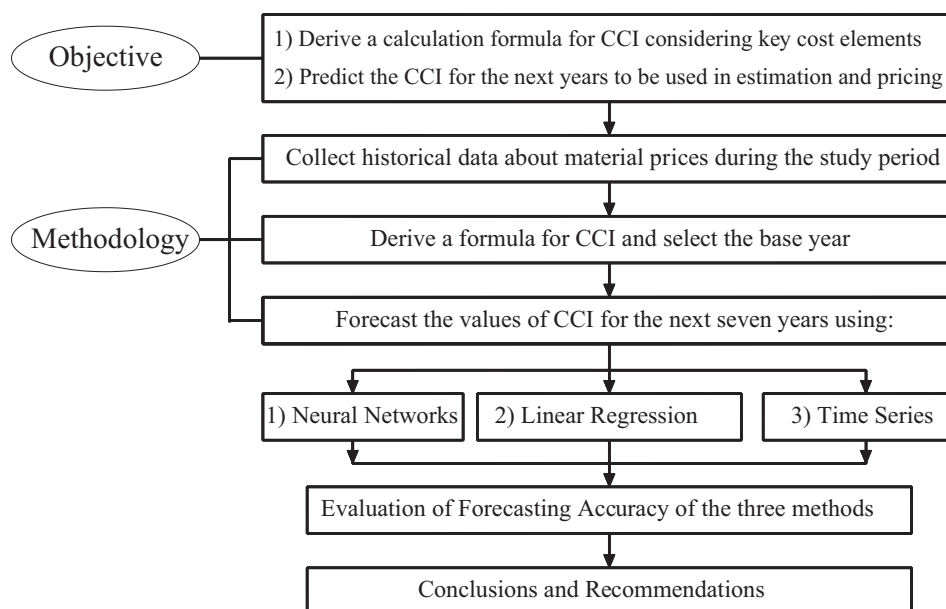 Objective
1) Derive a calculation formula for CCI considering key cost elements
2) Predict the CCI for the next years to be used in estimation and pricing
Collect historical data about material prices during the study period
Methodology
Derive a formula for CCI and select the base year
Forecast the values of CCI for the next seven years using:
1) Neural Networks
2) Linear Regression
3) Time Series
Evaluation of Forecasting Accuracy of the three methods
Conclusions and Recommendations